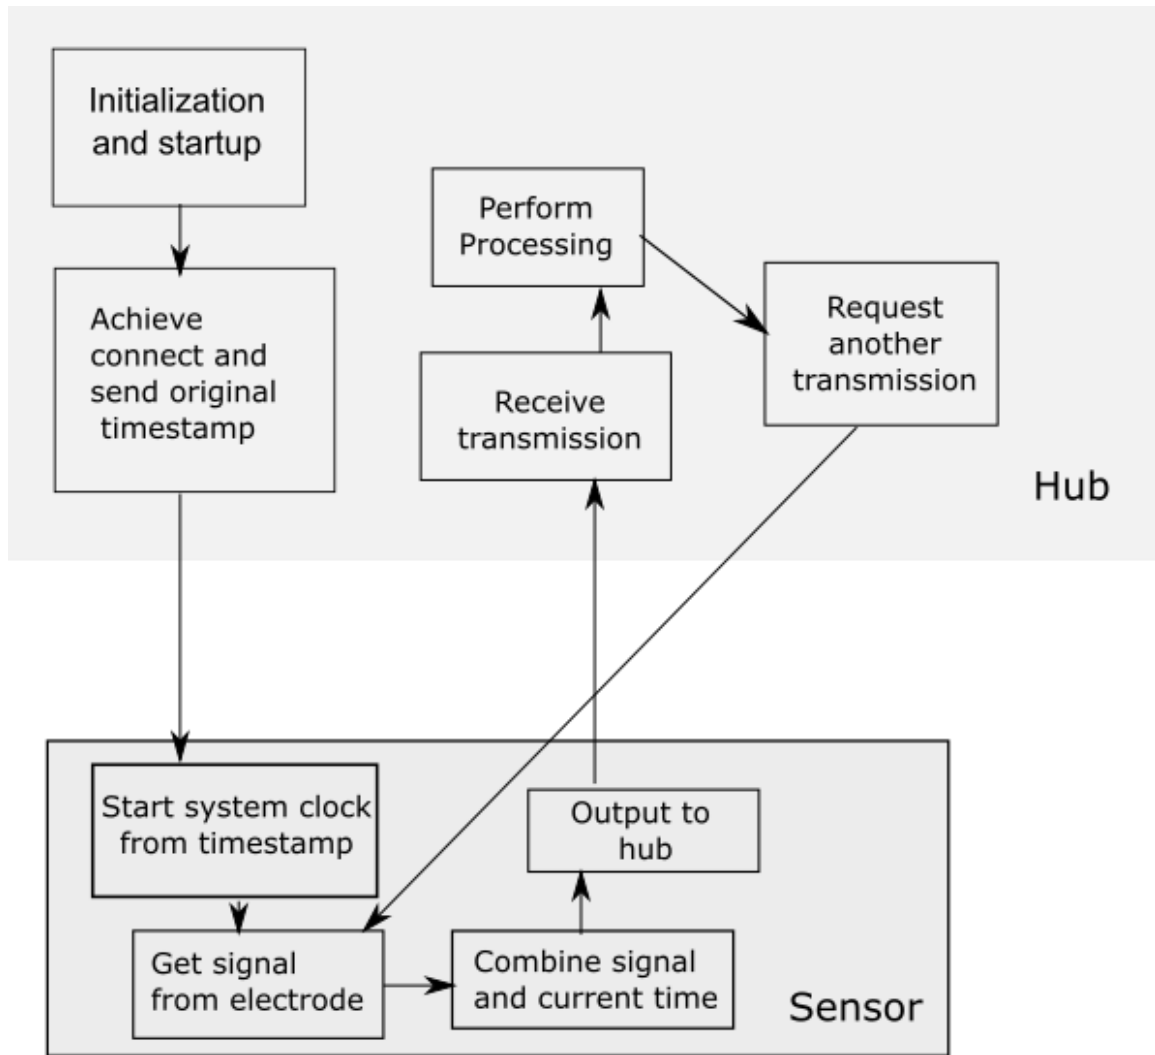 Initialization
and startup
Achieve
connect and
send original
timestamp
Perform
Processing
Receive
transmission
Request
another
transmission
Hub
Start system clock
from timestamp
Get signal
from electrode
Combine signal
and current time
Output to
hub
Sensor